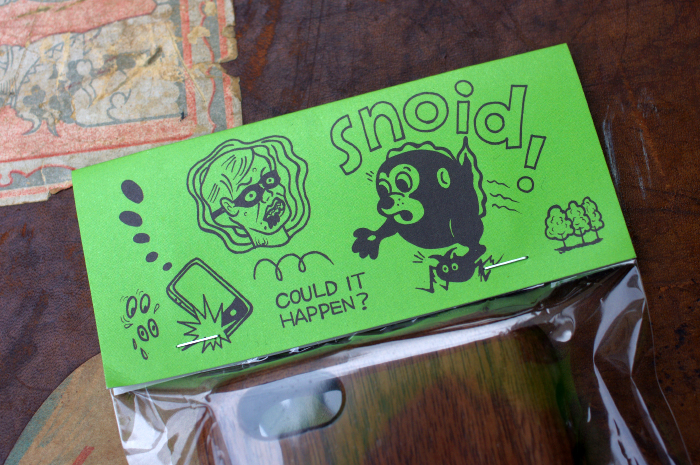 snoid!
COULD IT
HAPPEN?